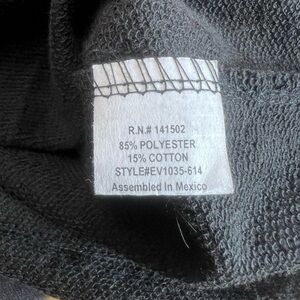 R.N.# 141502
85% POLYESTER
15% COTTON
STYLE#EV1035-614
Assembled In Mexico